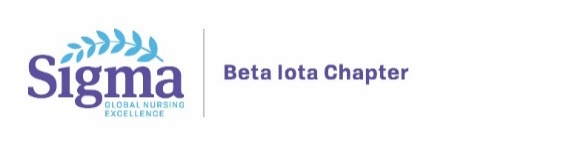 Sigma
GLOBAL NURSING
EXCELLENCE
Beta Iota Chapter